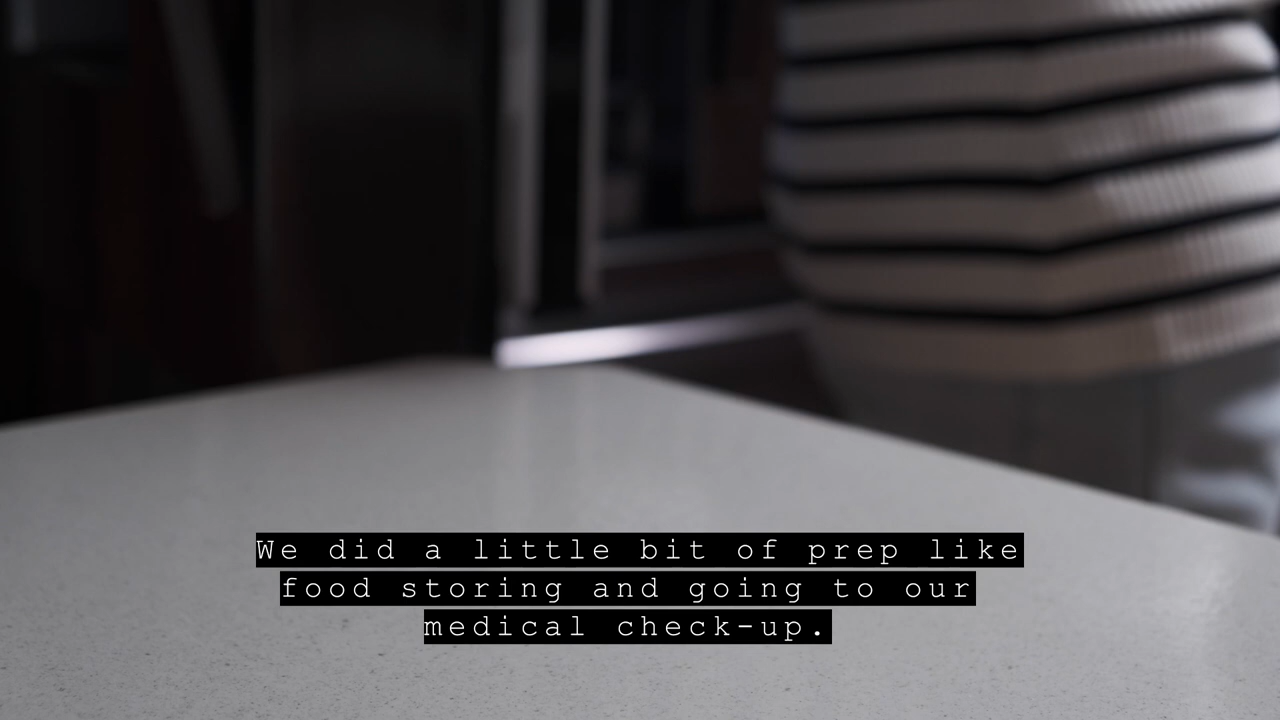 We did a little bit of prep like
food storing and going to our
medical check-up.